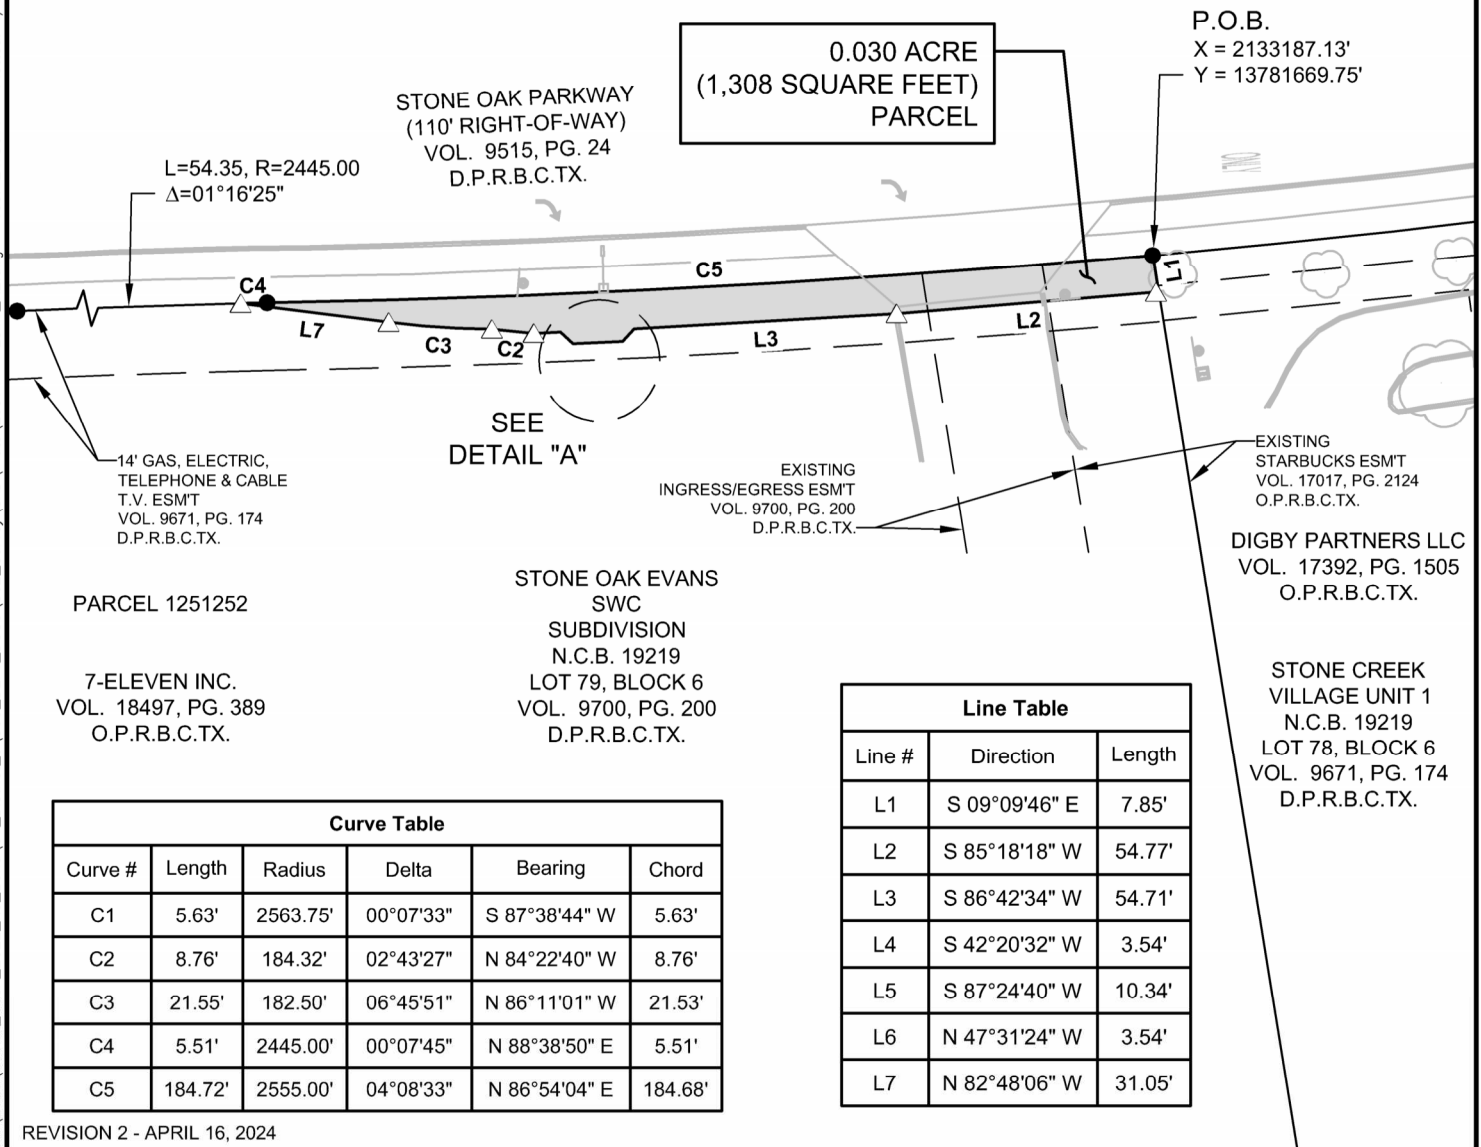 P.O.B.
X = 2133187.13'
Y = 13781669.75'
0.030 ACRE
(1,308 SQUARE FEET)
PARCEL
STONE OAK PARKWAY
(110' RIGHT-OF-WAY)
VOL. 9515, PG. 24
D.P.R.B.C.TX.
L=54.35, R=2445.00
Δ=01°16'25"
C4
C5
L1
L7
C3
C2
L3
L2
SEE
DETAIL "A"
14' GAS, ELECTRIC,
TELEPHONE & CABLE
T.V. ESM'T
VOL. 9671, PG. 174
D.P.R.B.C.TX.
EXISTING
INGRESS/EGRESS ESM'T
VOL. 9700, PG. 200
D.P.R.B.C.TX.
EXISTING
STARBUCKS ESM'T
VOL. 17017, PG. 2124
O.P.R.B.C.TX.
DIGBY PARTNERS LLC
VOL. 17392, PG. 1505
O.P.R.B.C.TX.
PARCEL 1251252
7-ELEVEN INC.
VOL. 18497, PG. 389
O.P.R.B.C.TX.
STONE OAK EVANS
SWC
SUBDIVISION
N.C.B. 19219
LOT 79, BLOCK 6
VOL. 9700, PG. 200
D.P.R.B.C.TX.
STONE CREEK
VILLAGE UNIT 1
N.C.B. 19219
LOT 78, BLOCK 6
VOL. 9671, PG. 174
D.P.R.B.C.TX.
Line Table
Line # Direction Length
L1 S 09°09'46" E 7.85'
L2 S 85°18'18" W 54.77'
L3 S 86°42'34" W 54.71'
L4 S 42°20'32" W 3.54'
L5 S 87°24'40" W 10.34'
L6 N 47°31'24" W 3.54'
L7 N 82°48'06" W 31.05'
Curve Table
Curve # Length Radius Delta Bearing Chord
C1 5.63' 2563.75' 00°07'33" S 87°38'44" W 5.63'
C2 8.76' 184.32' 02°43'27" N 84°22'40" W 8.76'
C3 21.55' 182.50' 06°45'51" N 86°11'01" W 21.53'
C4 5.51' 2445.00' 00°07'45" N 88°38'50" E 5.51'
C5 184.72' 2555.00' 04°08'33" N 86°54'04" E 184.68'
REVISION 2 - APRIL 16, 2024